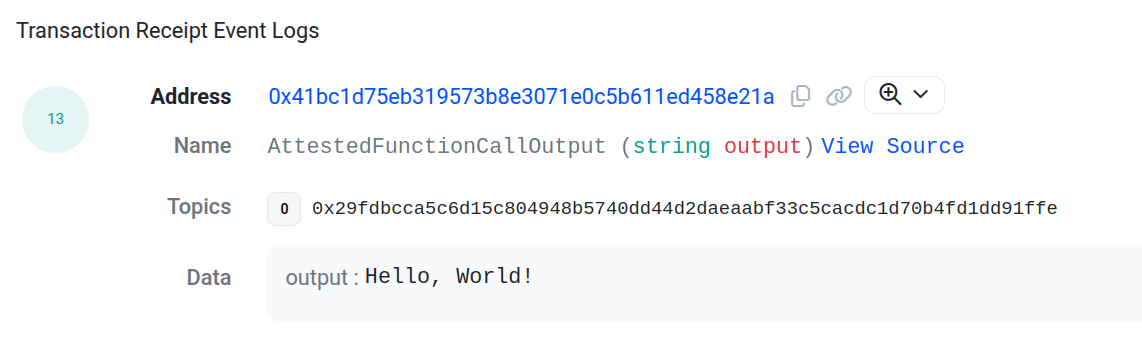 Transaction Receipt Event Logs
13
Address 0x41bc1d75eb319573b8e3071e0c5b611ed458e21a
Name AttestedFunctionCallOutput (string output) View Source
Topics 0 0x29fdbcca5c6d15c804948b5740dd44d2daeaabf33c5cacdc1d70b4fd1dd91ffe
Data output : Hello, World!